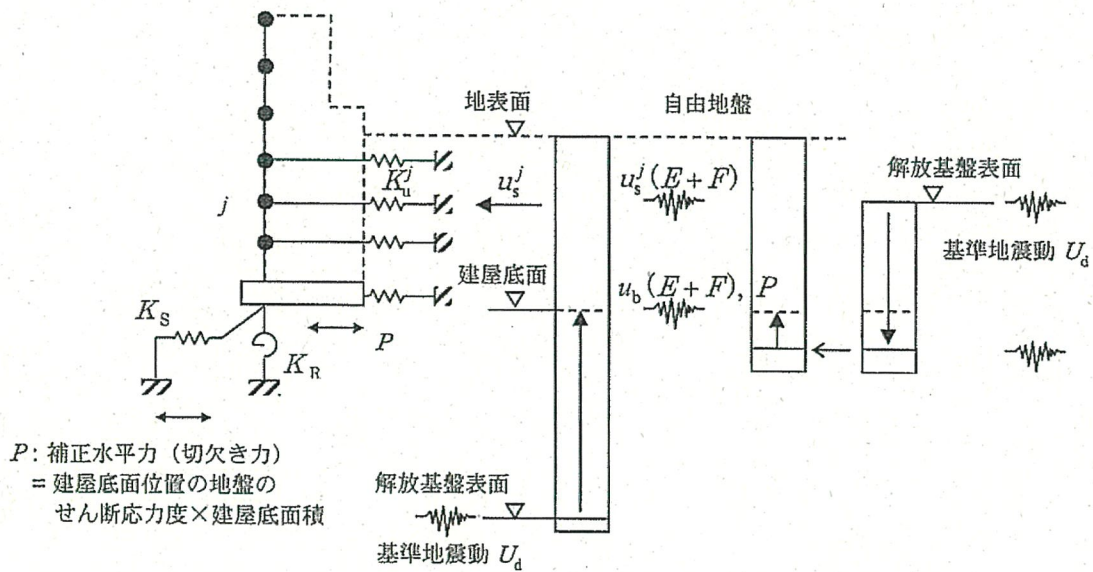 地表面
自由地盤
解放基盤表面
K_u^j
u_s^j
u_s^j (E + F)
j
基準地震動 U_d
建屋底面
u_b (E + F), P
K_S
P
K_R
P: 補正水平力(切欠き力)
= 建屋底面位置の地盤の
せん断応力度×建屋底面積
解放基盤表面
基準地震動 U_d